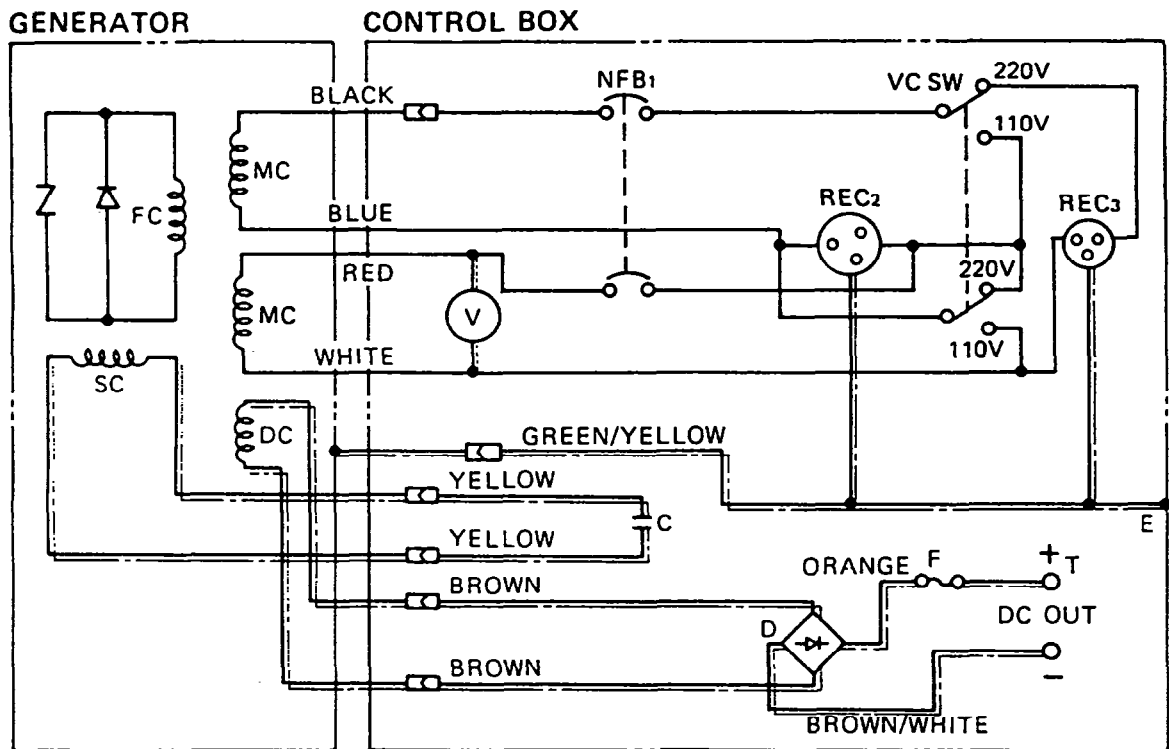 GENERATOR
CONTROL BOX
BLACK
NFB1
VC SW
220V
110V
MC
FC
BLUE
REC2
REC3
RED
220V
MC
V
WHITE
110V
SC
DC
GREEN/YELLOW
YELLOW
C
E
YELLOW
ORANGE
F
+
T
BROWN
D
DC OUT
BROWN
−
BROWN/WHITE